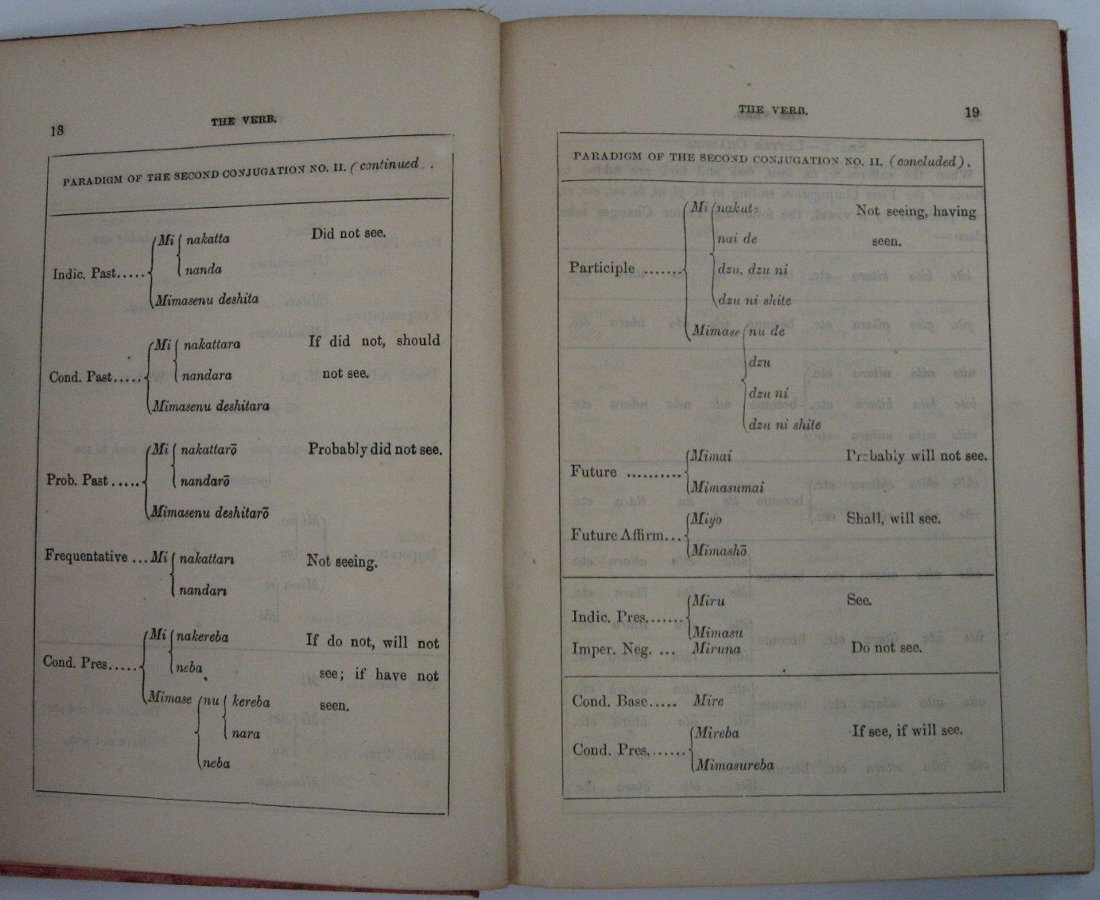 18
THE VERB.
PARADIGM OF THE SECOND CONJUGATION NO. II. (continued .
Mi nakatta Did not see.
Indic. Past..... nanda
Mimasenu deshita
Mi nakattara If did not, should
Cond. Past..... nandara not see.
Mimasenu deshitara
Mi nakattarō Probably did not see.
Prob. Past ..... nandarō
Mimasenu deshitarō
Frequentative ... Mi nakattari Not seeing.
nandari
Mi nakereba If do not, will not
Cond. Pres..... neba see; if have not
Mimase nu kereba seen.
nara
neba
THE VERB.
19
PARADIGM OF THE SECOND CONJUGATION NO. II. (concluded).
Mi nakute Not seeing, having
nai de seen.
Participle ....... dzu, dzu ni
dzu ni shite
Mimase nu de
dzu
dzu ni
dzu ni shite
Mimai Probably will not see.
Future ..........
Mimasumai
Miyo Shall, will see.
Future Affirm...
Mimashō
Miru See.
Indic. Pres.......
Mimasu
Imper. Neg. ... Miruna Do not see.
Cond. Base..... Mire
Mireba If see, if will see.
Cond. Pres.......
Mimasureba